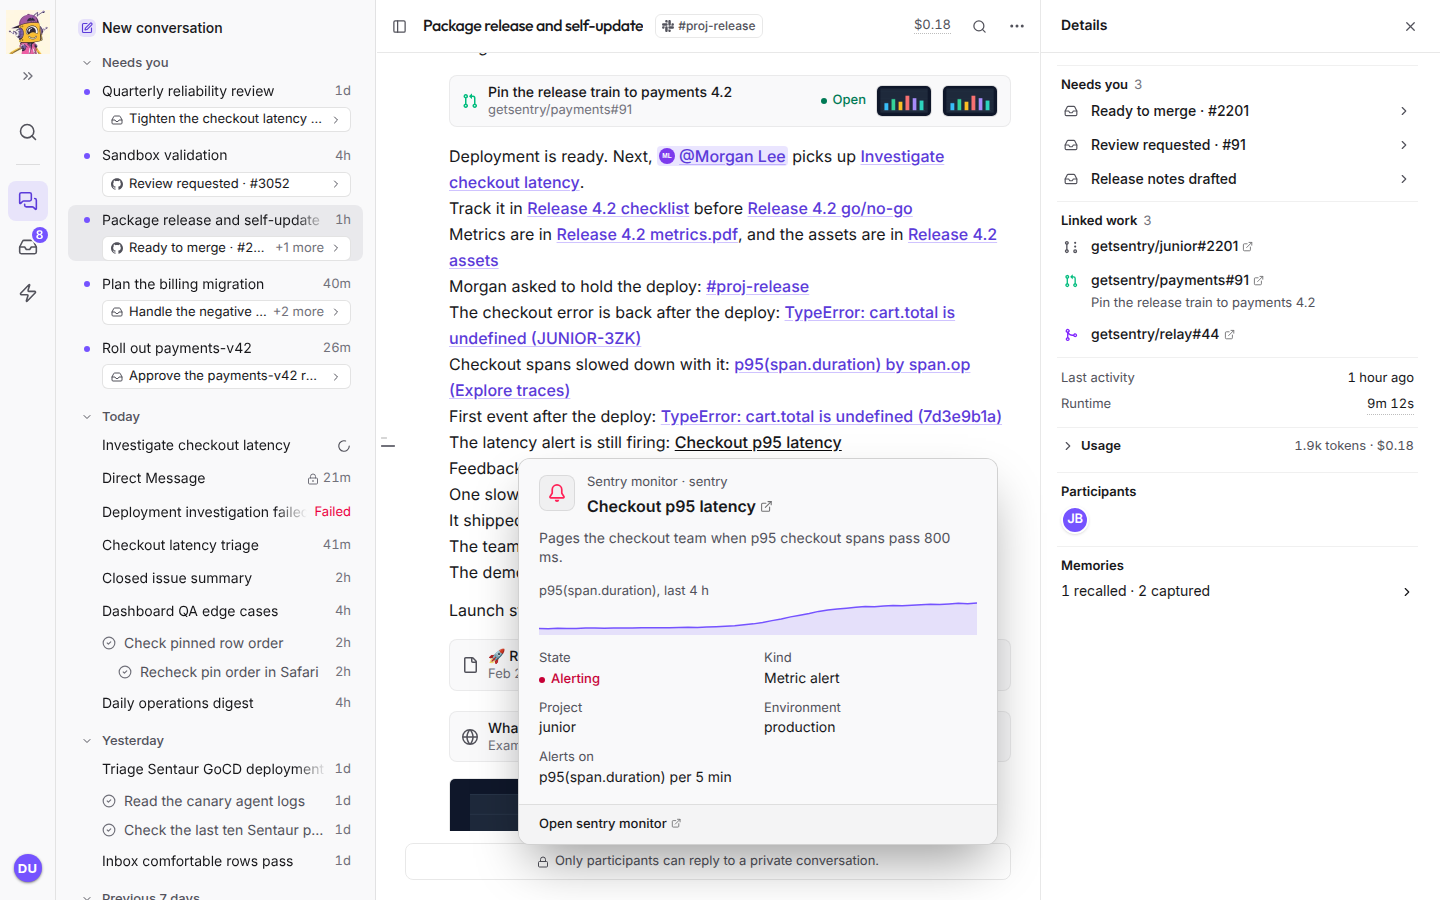 New conversation
Needs you
Quarterly reliability review 1d
Tighten the checkout latency ...
Sandbox validation 4h
Review requested · #3052
Package release and self-update 1h
Ready to merge · #2... +1 more
8
Plan the billing migration 40m
Handle the negative ... +2 more
Roll out payments-v42 26m
Approve the payments-v42 r...
Today
Investigate checkout latency
Direct Message 21m
Deployment investigation failed Failed
Checkout latency triage 41m
Closed issue summary 2h
Dashboard QA edge cases 4h
Check pinned row order 2h
Recheck pin order in Safari 2h
Daily operations digest 4h
Yesterday
Triage Sentaur GoCD deployment 1d
Read the canary agent logs 1d
Check the last ten Sentaur p... 1d
Inbox comfortable rows pass 1d
Previous 7 days
DU
Package release and self-update #proj-release $0.18
Pin the release train to payments 4.2
getsentry/payments#91
Open
Deployment is ready. Next, ML @Morgan Lee picks up Investigate
checkout latency.
Track it in Release 4.2 checklist before Release 4.2 go/no-go
Metrics are in Release 4.2 metrics.pdf, and the assets are in Release 4.2
assets
Morgan asked to hold the deploy: #proj-release
The checkout error is back after the deploy: TypeError: cart.total is
undefined (JUNIOR-3ZK)
Checkout spans slowed down with it: p95(span.duration) by span.op
(Explore traces)
First event after the deploy: TypeError: cart.total is undefined (7d3e9b1a)
The latency alert is still firing: Checkout p95 latency
Feedback
One slow
It shipped
The team
The demo
Launch s
🚀 R
Feb 2
Wha
Exam
Sentry monitor · sentry
Checkout p95 latency
Pages the checkout team when p95 checkout spans pass 800
ms.
p95(span.duration), last 4 h
State Kind
Alerting Metric alert
Project Environment
junior production
Alerts on
p95(span.duration) per 5 min
Open sentry monitor
Only participants can reply to a private conversation.
Details
Needs you 3
Ready to merge · #2201
Review requested · #91
Release notes drafted
Linked work 3
getsentry/junior#2201
getsentry/payments#91
Pin the release train to payments 4.2
getsentry/relay#44
Last activity 1 hour ago
Runtime 9m 12s
Usage 1.9k tokens · $0.18
Participants
JB
Memories
1 recalled · 2 captured